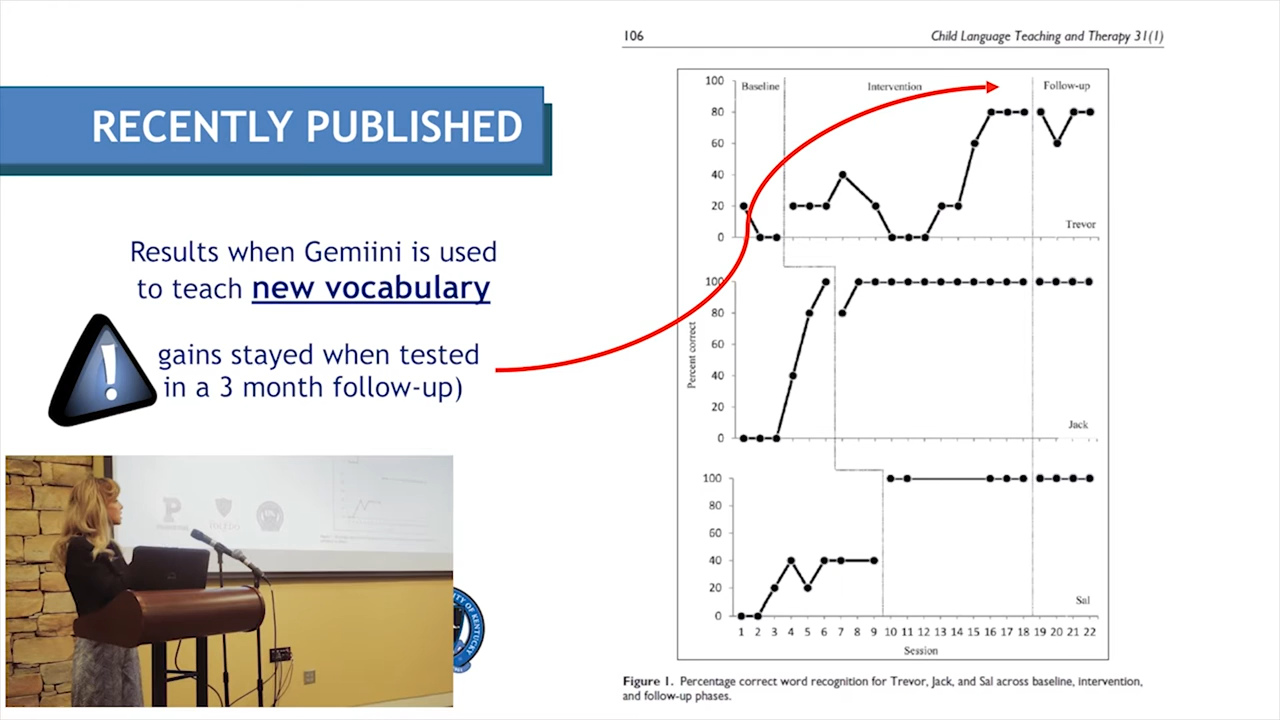 RECENTLY PUBLISHED
Results when Gemiini is used
to teach new vocabulary
gains stayed when tested
in a 3 month follow-up)
106
Child Language Teaching and Therapy 31(1)
Baseline
Intervention
Follow-up
100
80
60
40
20
0
Trevor
Percent correct
100
80
60
40
20
0
Jack
100
80
60
40
20
0
Sal
1 2 3 4 5 6 7 8 9 10 11 12 13 14 15 16 17 18 19 20 21 22
Session
Figure 1. Percentage correct word recognition for Trevor, Jack, and Sal across baseline, intervention,
and follow-up phases.
P
OF KENTUCKY